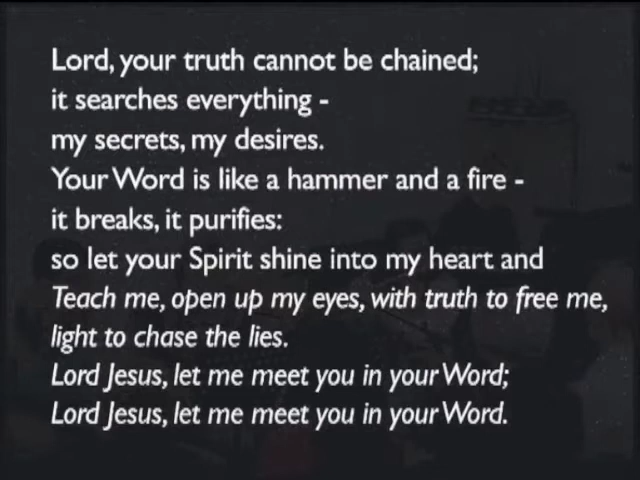 Lord, your truth cannot be chained;
it searches everything -
my secrets, my desires.
Your Word is like a hammer and a fire -
it breaks, it purifies:
so let your Spirit shine into my heart and
Teach me, open up my eyes, with truth to free me,
light to chase the lies.
Lord Jesus, let me meet you in your Word;
Lord Jesus, let me meet you in your Word.